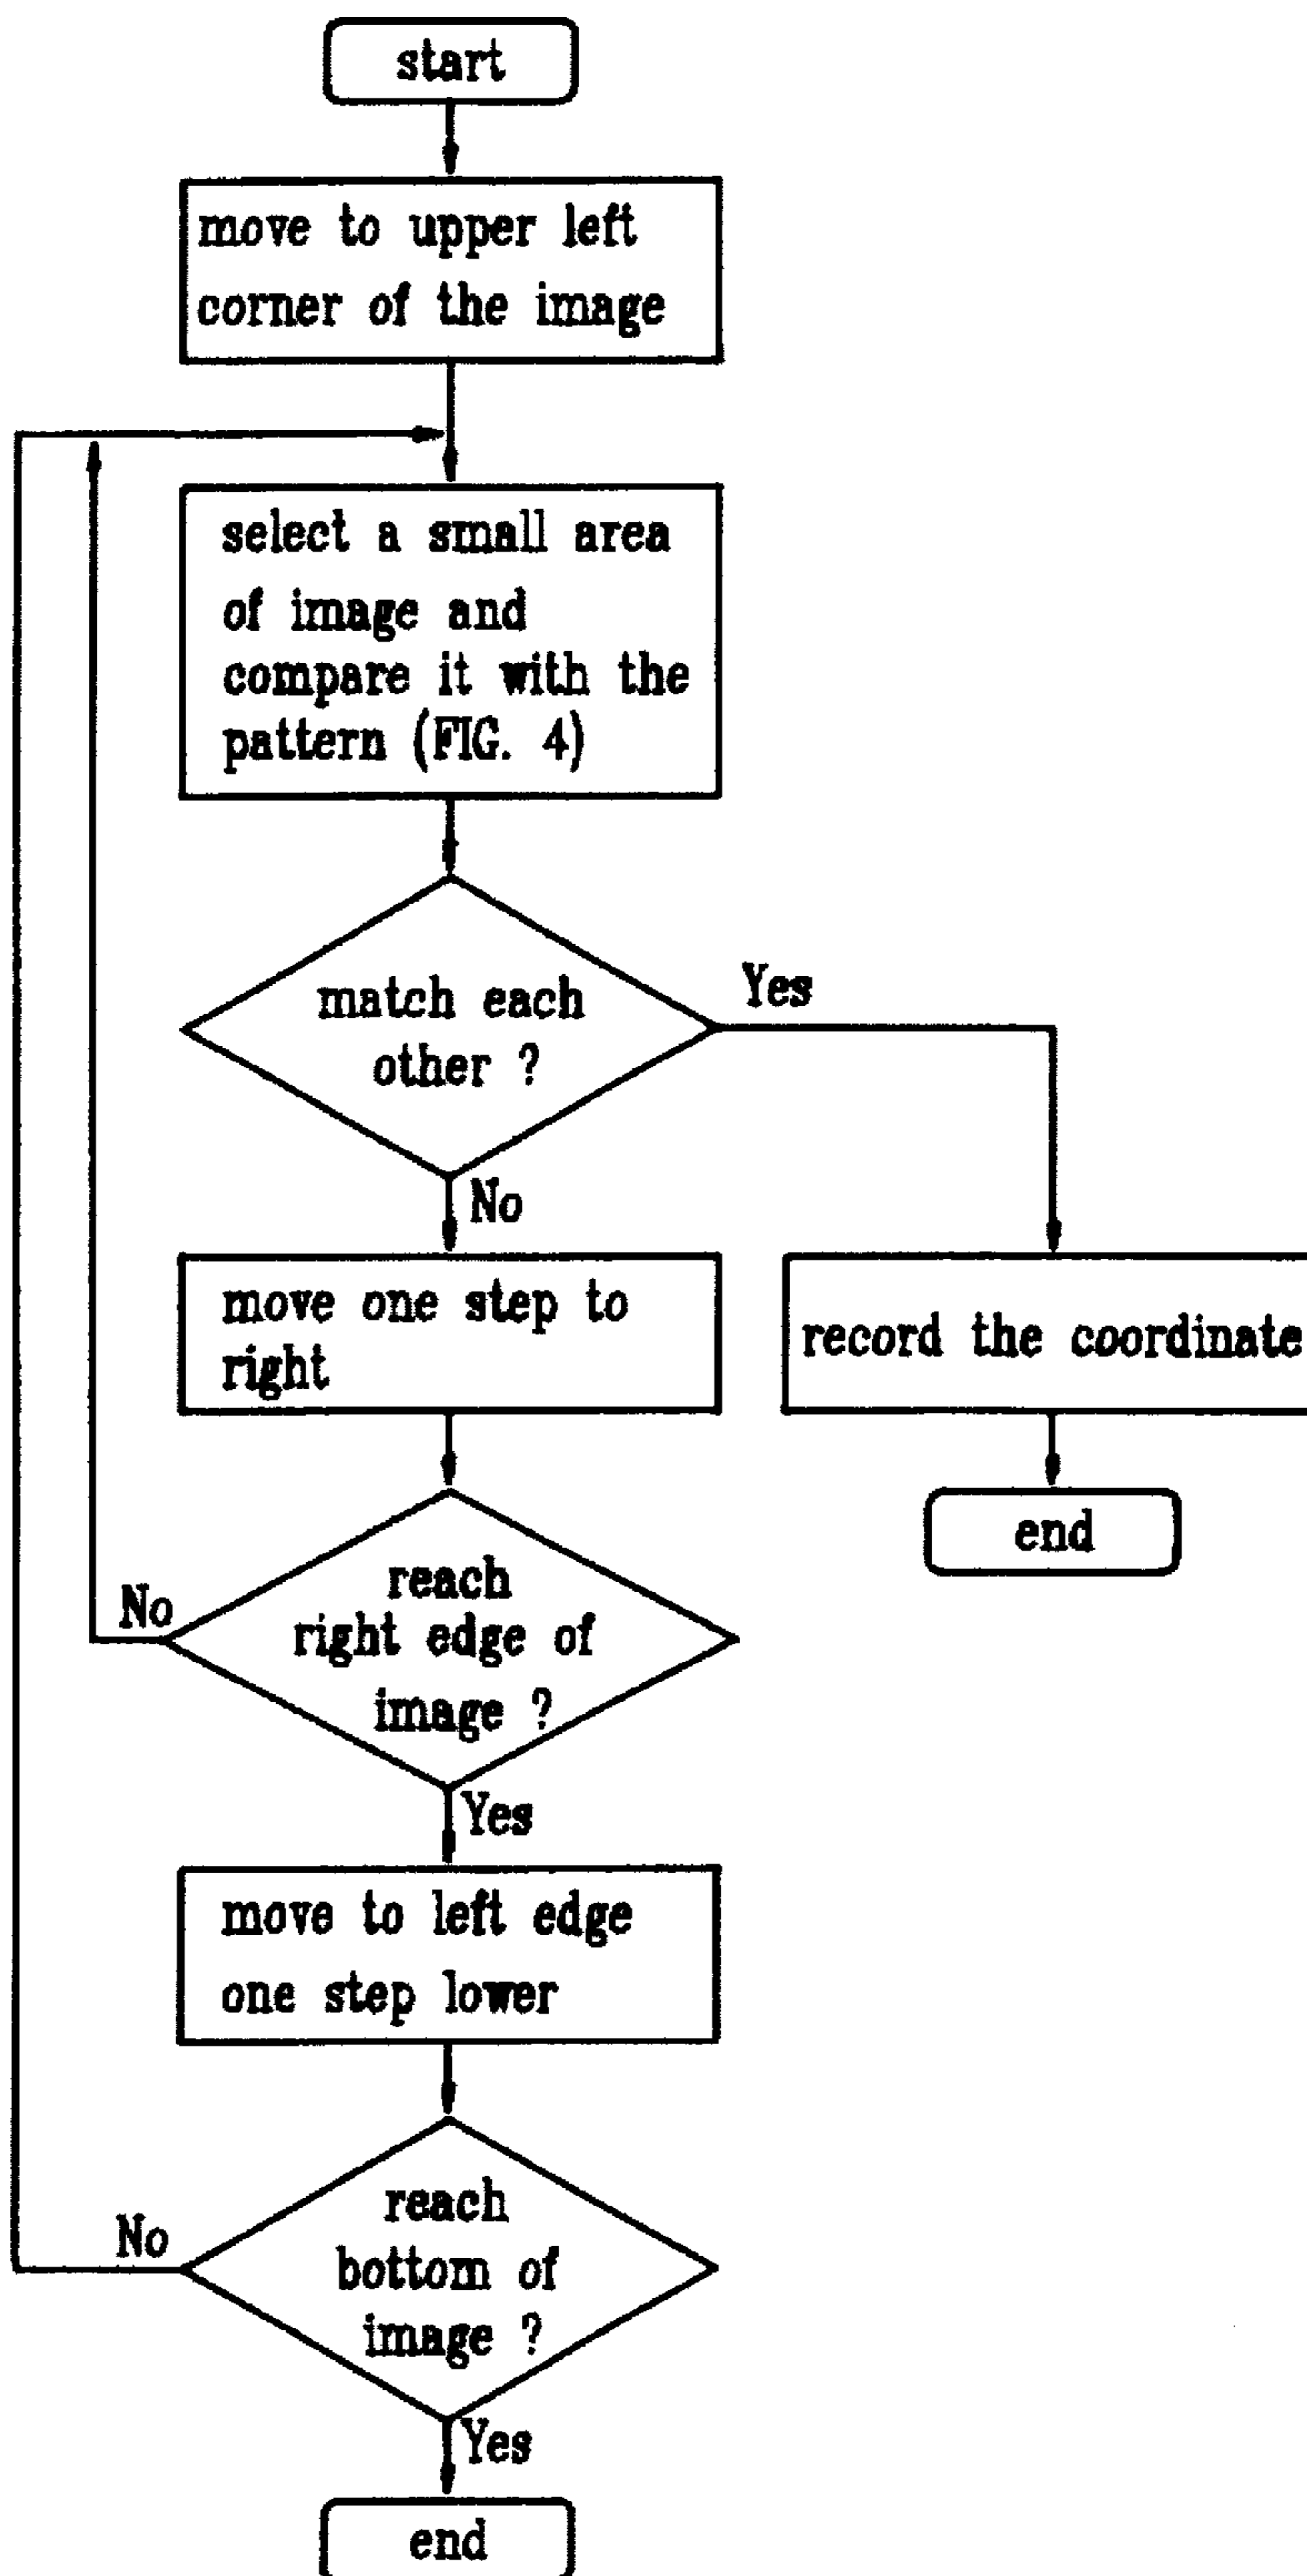 start
move to upper left
corner of the image
select a small area
of image and
compare it with the
pattern (FIG. 4)
match each
other ?
Yes
No
move one step to
right
record the coordinate
end
reach
right edge of
image ?
No
Yes
move to left edge
one step lower
reach
bottom of
image ?
No
Yes
end